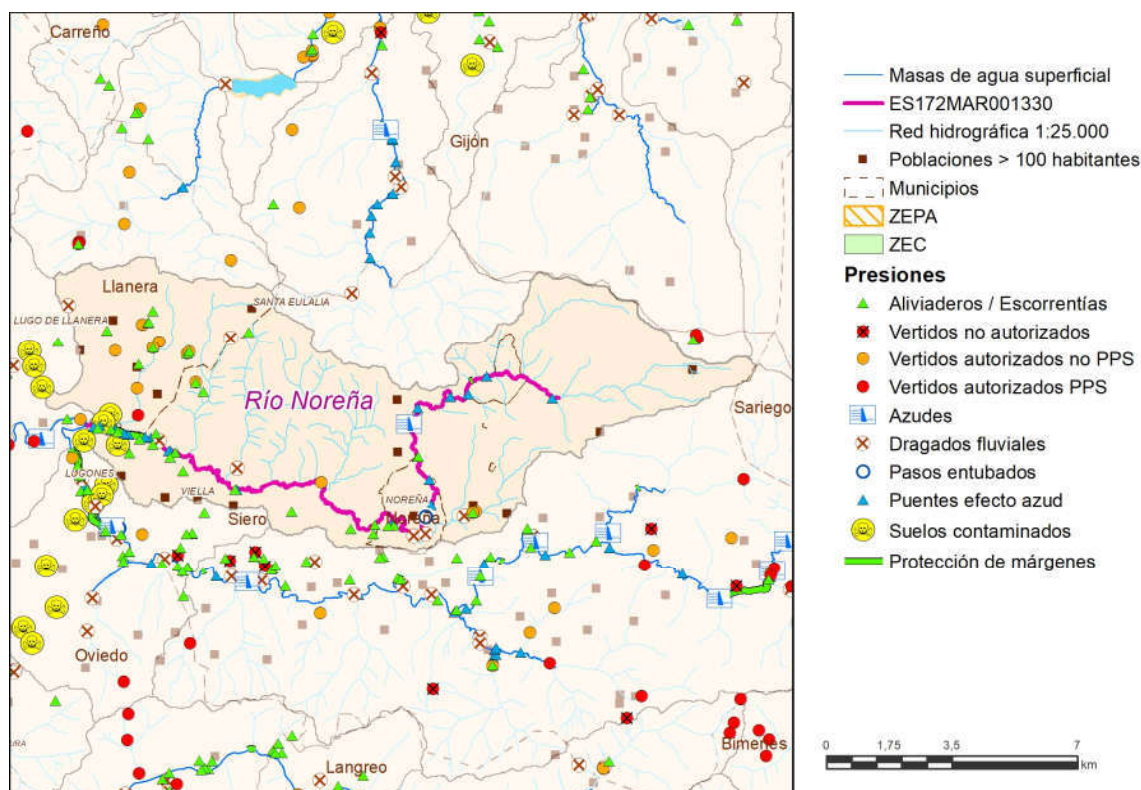 Carreño
Gijón
Llanera
SANTA EULALIA
LUGO DE LLANERA
Río Noreña
Sariego
LUGONES
VIELLA
NOREÑA
Siero
Noreña
Oviedo
Bimenes
Langreo
Masas de agua superficial
ES172MAR001330
Red hidrográfica 1:25.000
Poblaciones > 100 habitantes
Municipios
ZEPA
ZEC
Presiones
Aliviaderos / Escorrentías
Vertidos no autorizados
Vertidos autorizados no PPS
Vertidos autorizados PPS
Azudes
Dragados fluviales
Pasos entubados
Puentes efecto azud
Suelos contaminados
Protección de márgenes
0 1,75 3,5 7
km